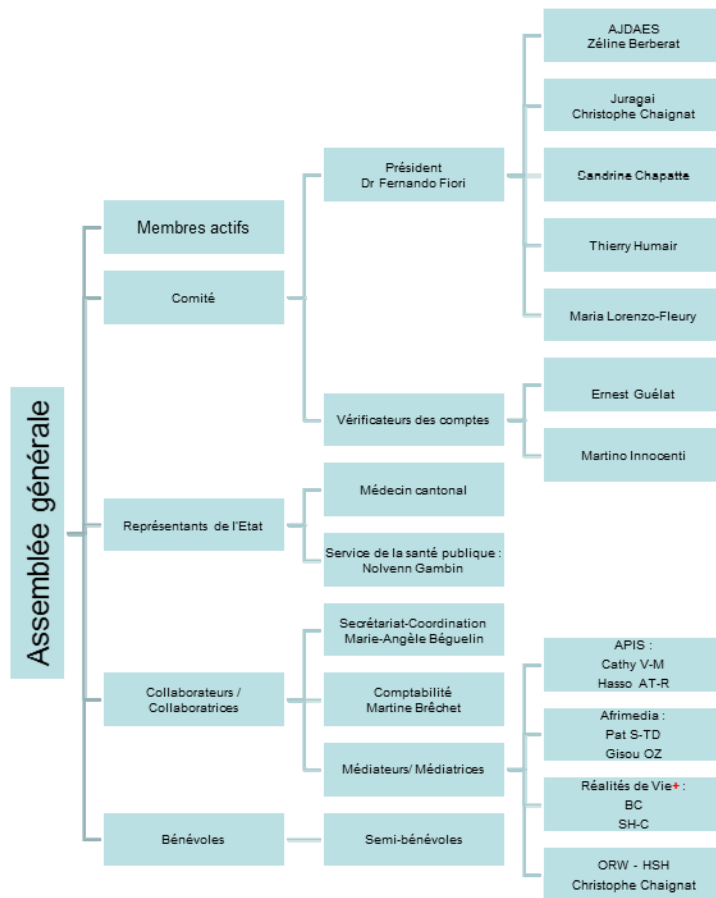 Assemblée générale
Membres actifs
Comité
Président
Dr Fernando Fiori
AJDAES
Zéline Berberat
Juragai
Christophe Chaignat
Sandrine Chapatte
Thierry Humair
Maria Lorenzo-Fleury
Vérificateurs des comptes
Ernest Guélat
Martino Innocenti
Représentants de l'Etat
Médecin cantonal
Service de la santé publique :
Nolvenn Gambin
Collaborateurs /
Collaboratrices
Secrétariat-Coordination
Marie-Angèle Béguelin
Comptabilité
Martine Brêchet
Médiateurs/ Médiatrices
APIS :
Cathy V-M
Hasso AT-R
Afrimedia :
Pat S-TD
Gisou OZ
Réalités de Vie+ :
BC
SH-C
ORW - HSH
Christophe Chaignat
Bénévoles
Semi-bénévoles